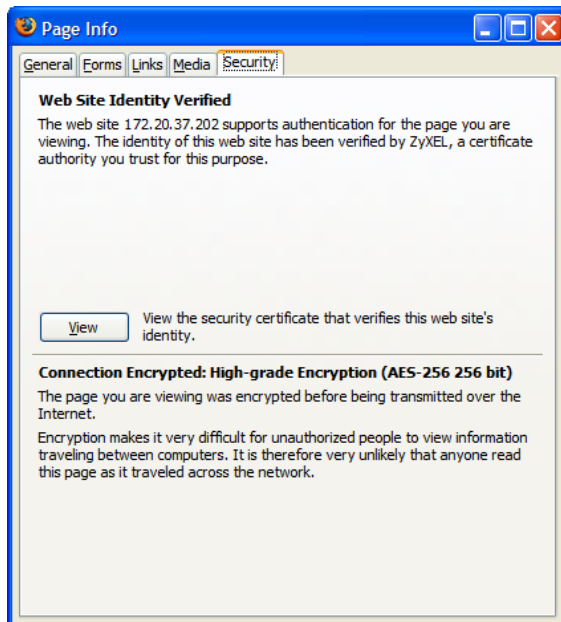 Page Info
General Forms Links Media Security
Web Site Identity Verified
The web site 172.20.37.202 supports authentication for the page you are
viewing. The identity of this web site has been verified by ZyXEL, a certificate
authority you trust for this purpose.
View
View the security certificate that verifies this web site's
identity.
Connection Encrypted: High-grade Encryption (AES-256 256 bit)
The page you are viewing was encrypted before being transmitted over the
Internet.
Encryption makes it very difficult for unauthorized people to view information
traveling between computers. It is therefore very unlikely that anyone read
this page as it traveled across the network.